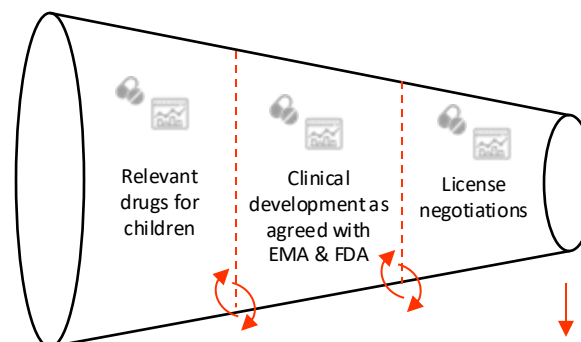 Relevant
drugs for
children
Clinical
development as
agreed with
EMA & FDA
License
negotiations